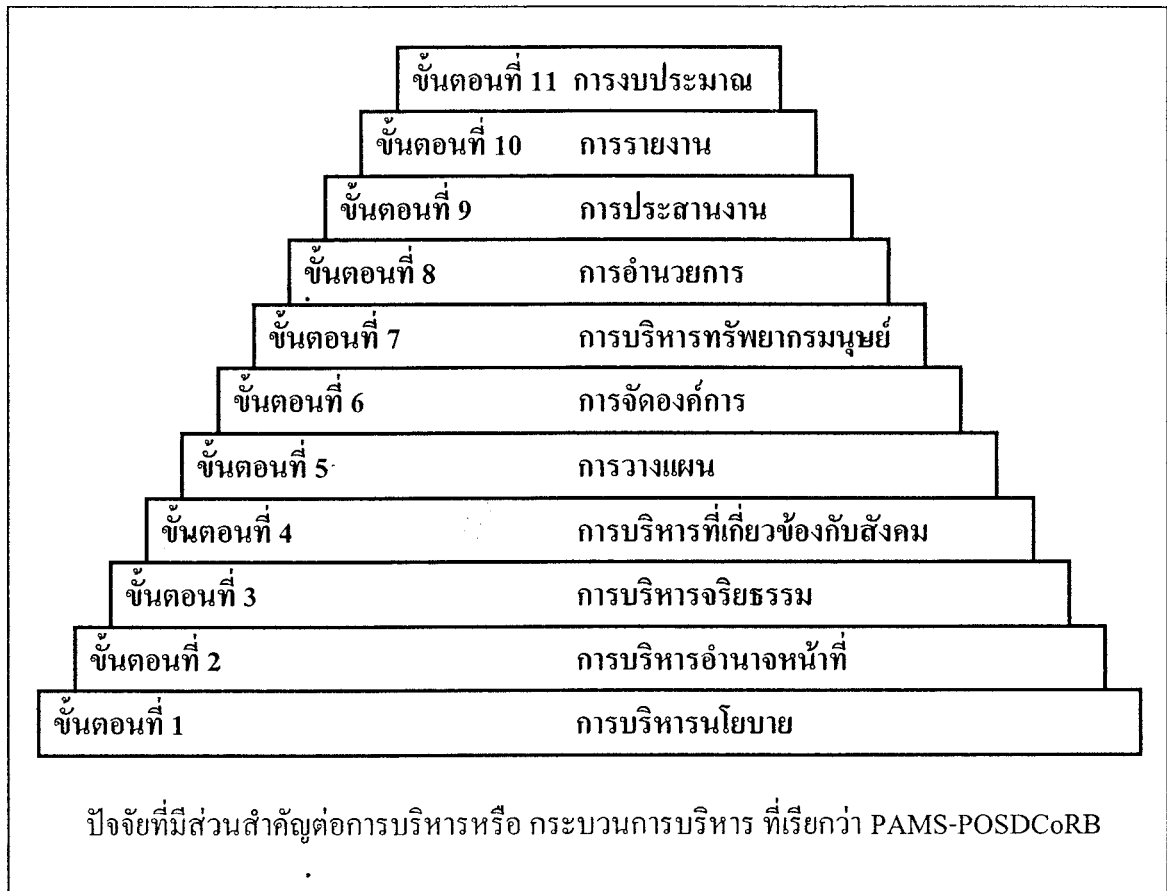 ขั้นตอนที่ 11 การงบประมาณ
ขั้นตอนที่ 10 การรายงาน
ขั้นตอนที่ 9 การประสานงาน
ขั้นตอนที่ 8 การอำนวยการ
ขั้นตอนที่ 7 การบริหารทรัพยากรมนุษย์
ขั้นตอนที่ 6 การจัดองค์การ
ขั้นตอนที่ 5 การวางแผน
ขั้นตอนที่ 4 การบริหารที่เกี่ยวข้องกับสังคม
ขั้นตอนที่ 3 การบริหารจริยธรรม
ขั้นตอนที่ 2 การบริหารอำนาจหน้าที่
ขั้นตอนที่ 1 การบริหารนโยบาย
ปัจจัยที่มีส่วนสำคัญต่อการบริหารหรือ กระบวนการบริหาร ที่เรียกว่า PAMS-POSDCoRB